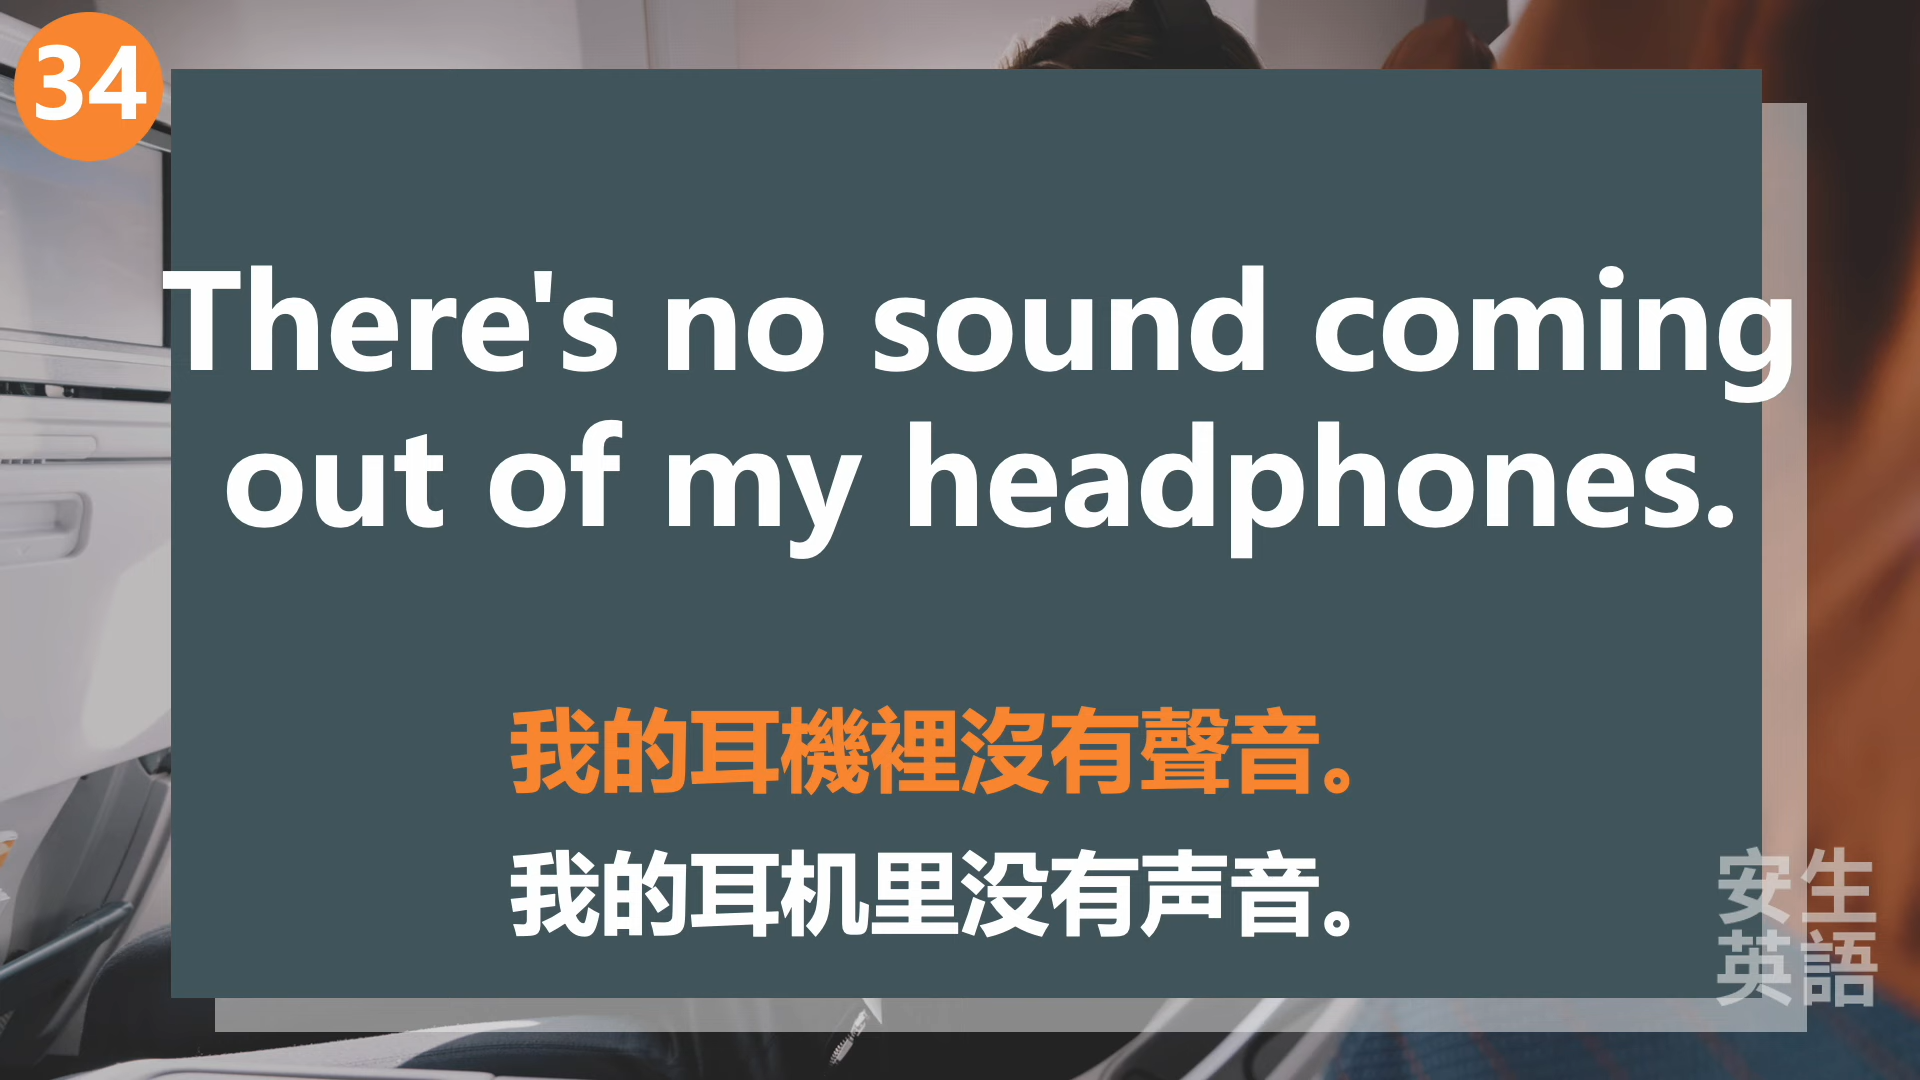 34
There's no sound coming
out of my headphones.
我的耳機裡沒有聲音。
我的耳机里没有声音。
安生
英語